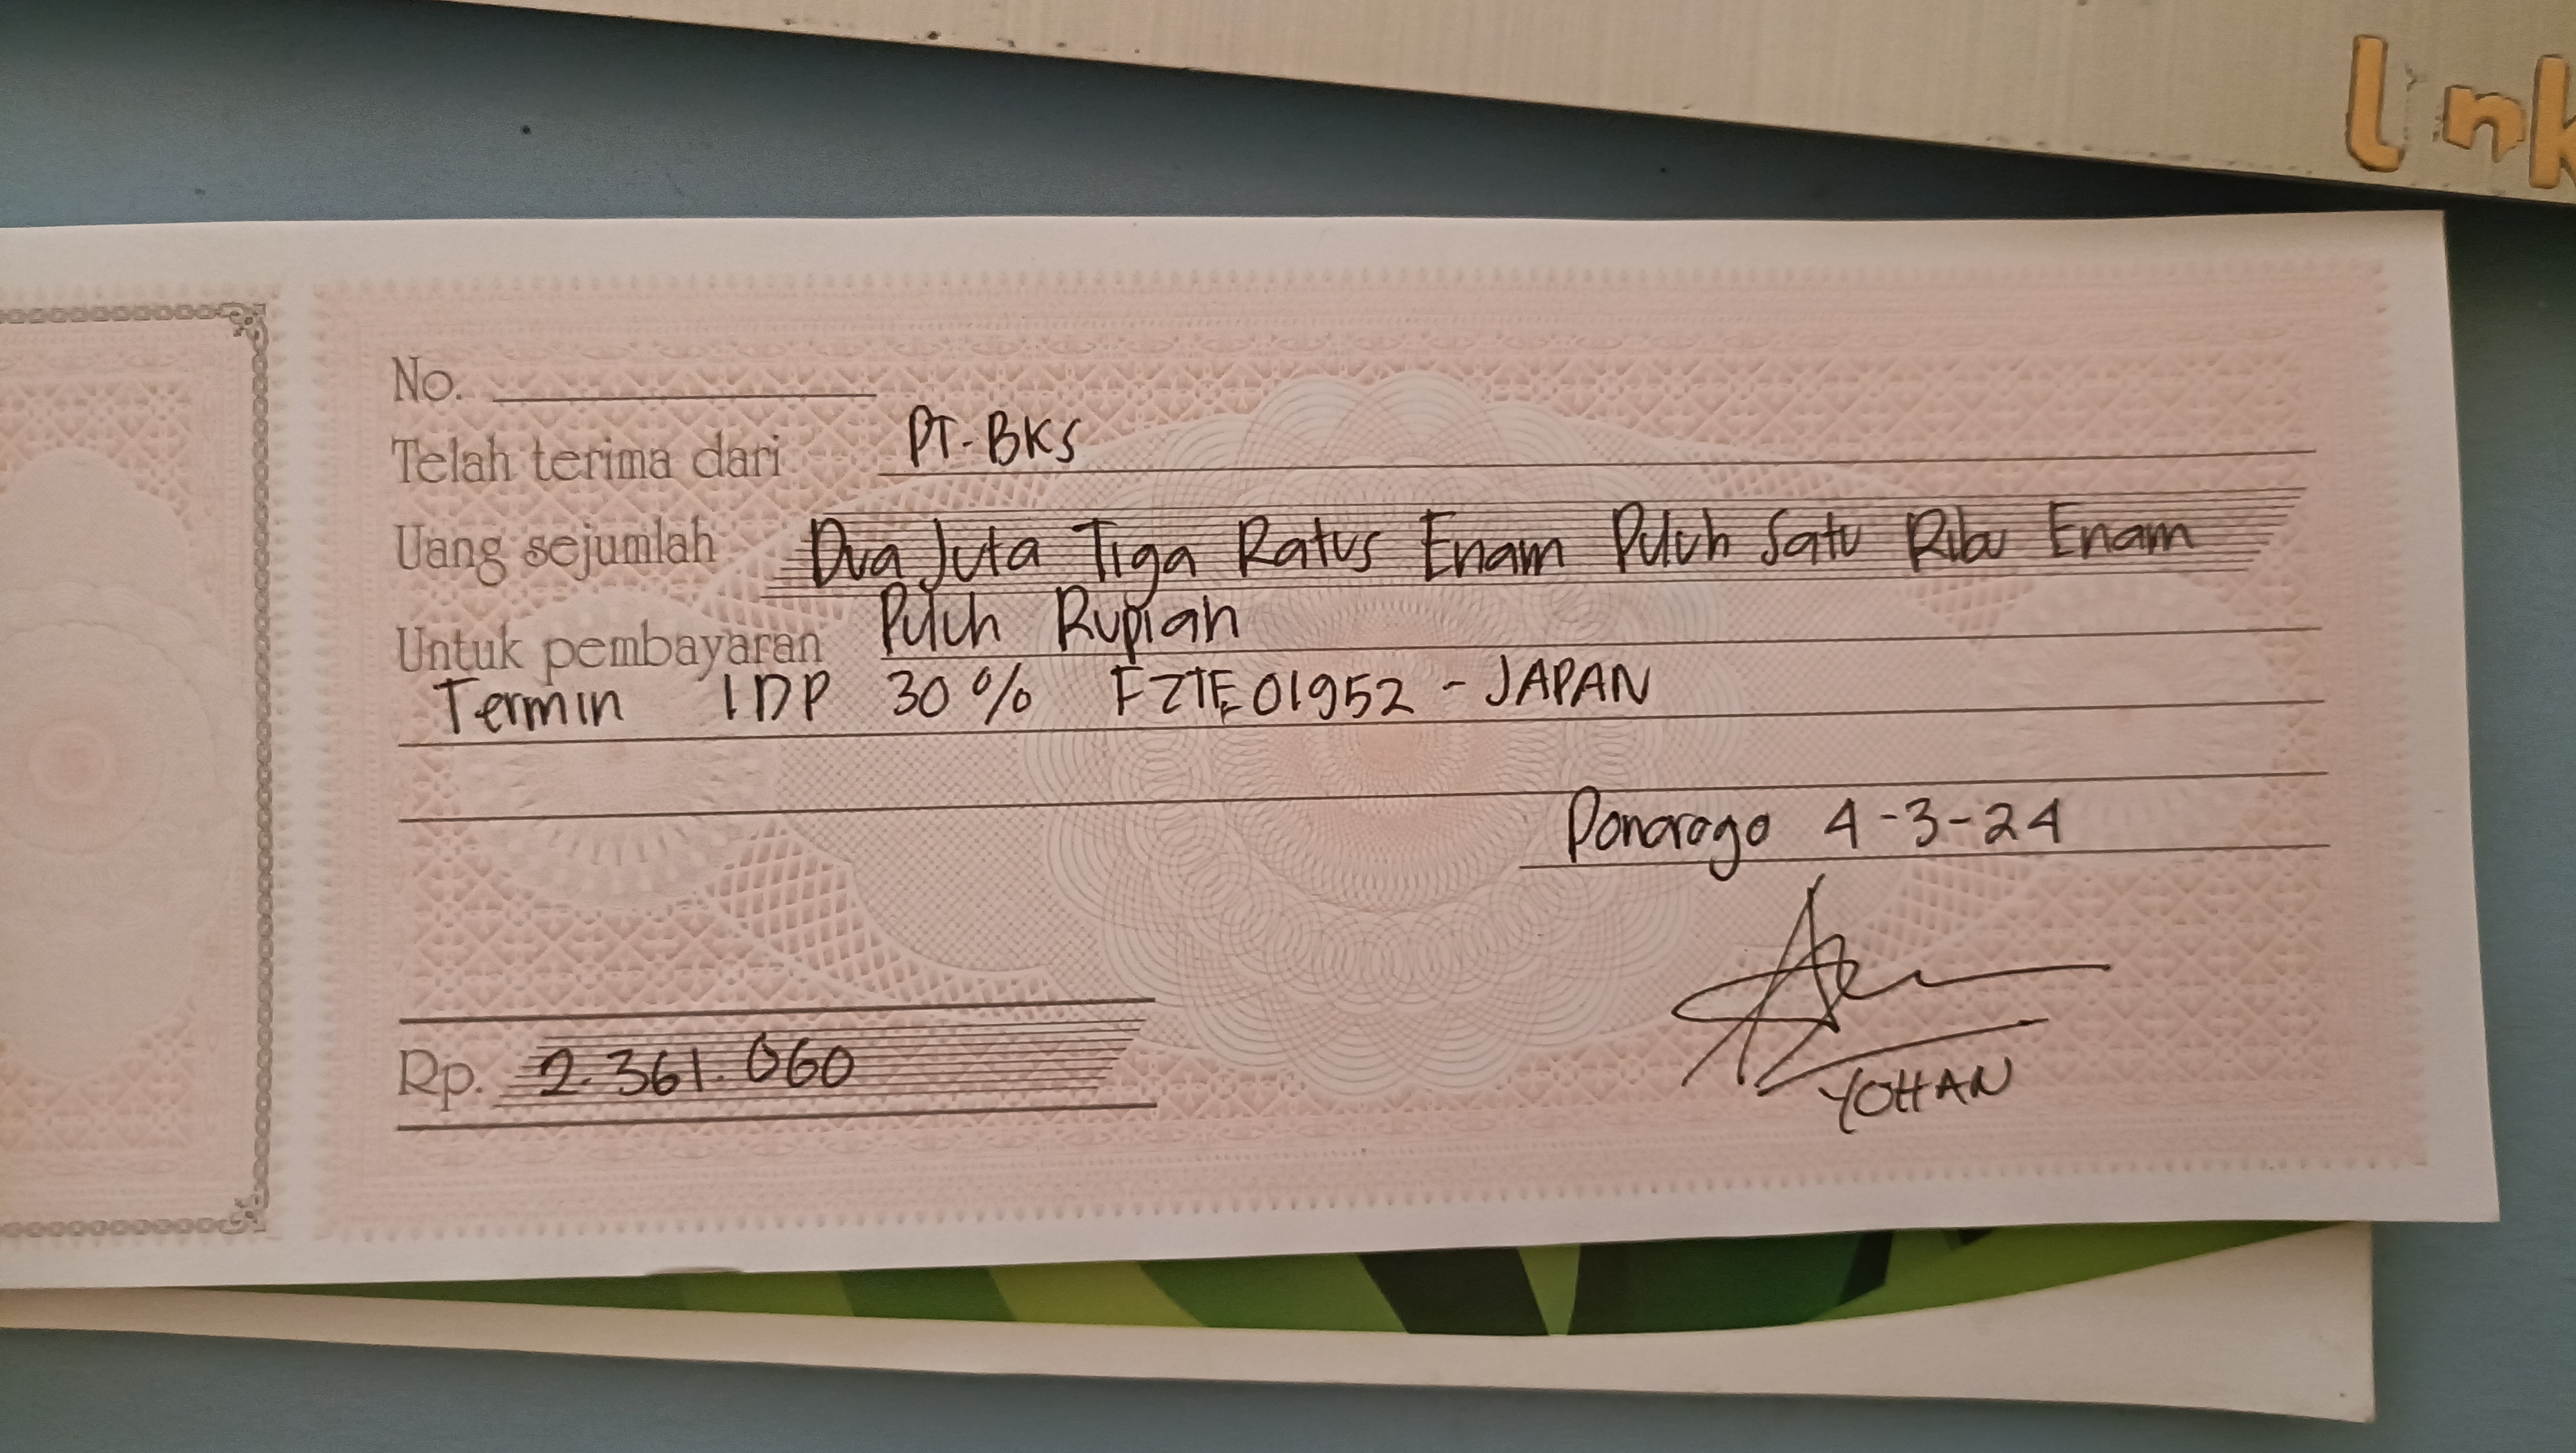 lnk
No.
Telah terima dari PT-BKS
Uang sejumlah Dua Juta Tiga Ratus Enam Puluh Satu Ribu Enam
Untuk pembayaran Puluh Rupiah
Termin I DP 30% FZTE01952 - JAPAN
Ponorogo 4-3-24
Rp. 2.361.060
YOHAN